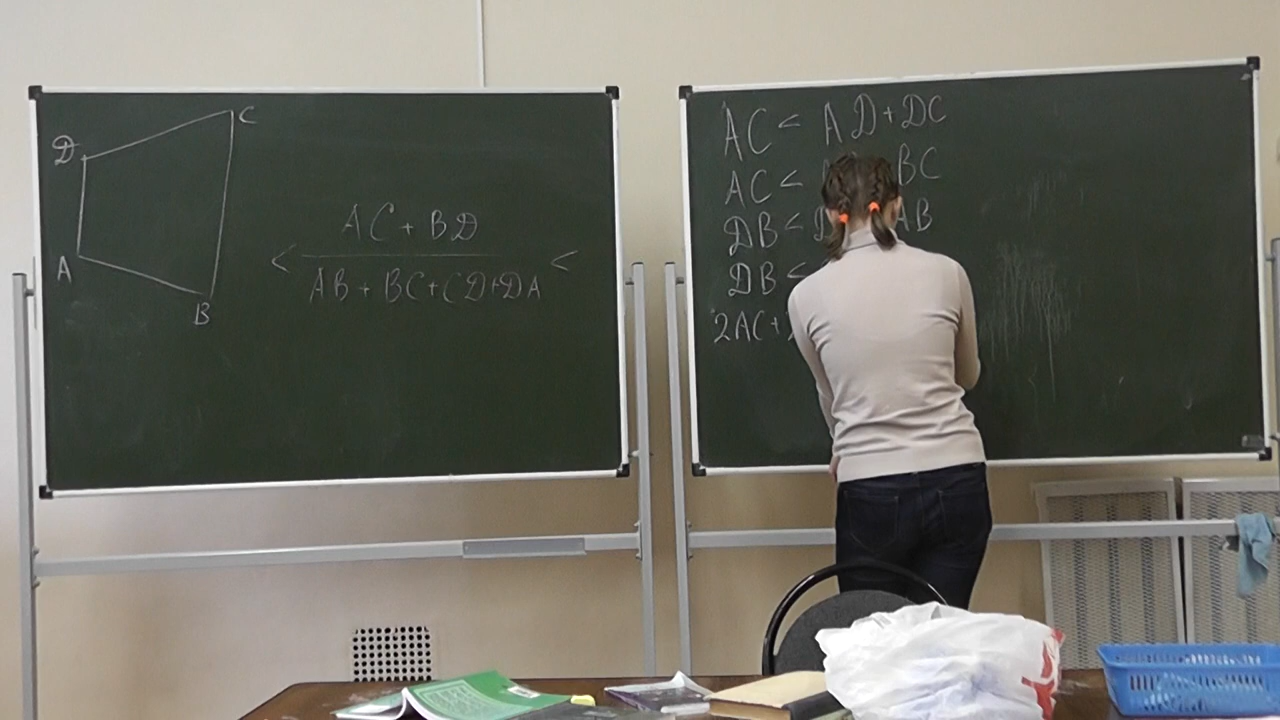 D
C
A
B
< AC + BD <
AB + BC + CD + DA
AC < AD + DC
AC < BC
DB < AB
DB <
2AC +